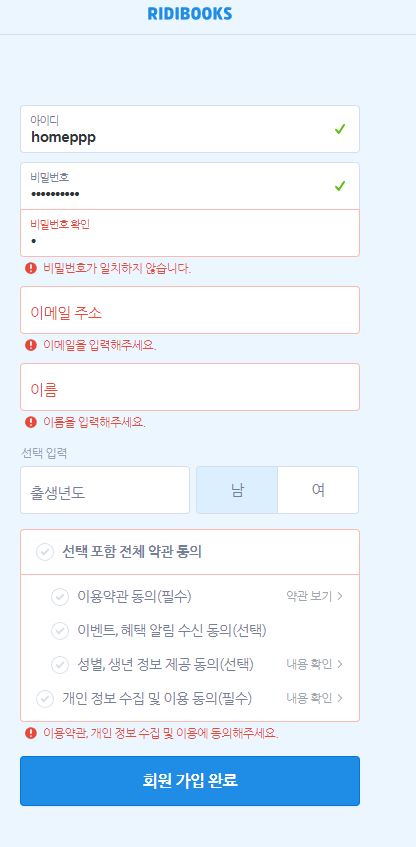 RIDIBOOKS
아이디
homeppp
비밀번호
••••••••••
비밀번호 확인
•
비밀번호가 일치하지 않습니다.
이메일 주소
이메일을 입력해주세요.
이름
이름을 입력해주세요.
선택 입력
출생년도 남 여
선택 포함 전체 약관 동의
이용약관 동의(필수) 약관 보기 >
이벤트, 혜택 알림 수신 동의(선택)
성별, 생년 정보 제공 동의(선택) 내용 확인 >
개인 정보 수집 및 이용 동의(필수) 내용 확인 >
이용약관, 개인 정보 수집 및 이용에 동의해주세요.
회원 가입 완료